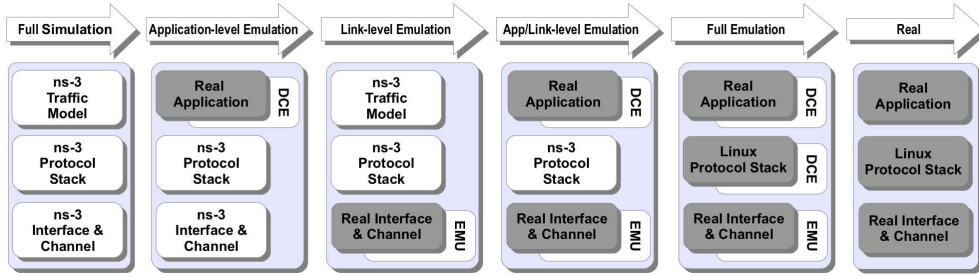 Full Simulation
Application-level Emulation
Link-level Emulation
App/Link-level Emulation
Full Emulation
Real
ns-3
Traffic
Model
ns-3
Protocol
Stack
ns-3
Interface &
Channel
Real
Application
DCE
ns-3
Protocol
Stack
ns-3
Interface &
Channel
ns-3
Traffic
Model
ns-3
Protocol
Stack
Real Interface
& Channel
EMU
Real
Application
DCE
ns-3
Protocol
Stack
Real Interface
& Channel
EMU
Real
Application
DCE
Linux
Protocol Stack
DCE
Real Interface
& Channel
EMU
Real
Application
Linux
Protocol Stack
Real Interface
& Channel